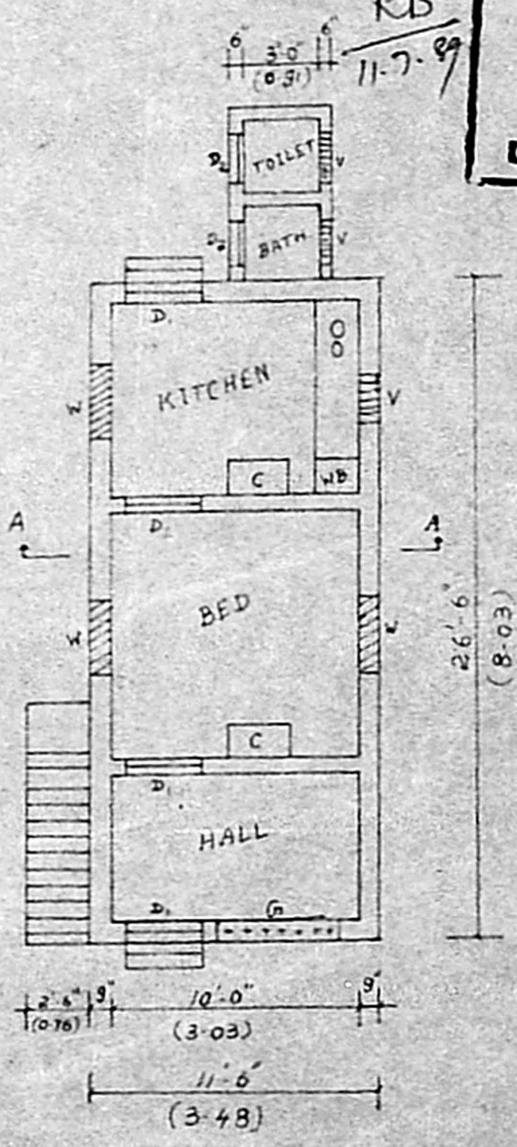 RB
11-7-89
6" 3'-0" 6"
(0.91)
D2 TOILET V
D2 BATH V
D1
KITCHEN
W V
C WB
D1
A A
BED
W W
C
D1
HALL
D1 G
26'-6"
(8.03)
2'-6" 9" 10'-0" 9"
(0.76) (3.03)
11'-6"
(3.48)